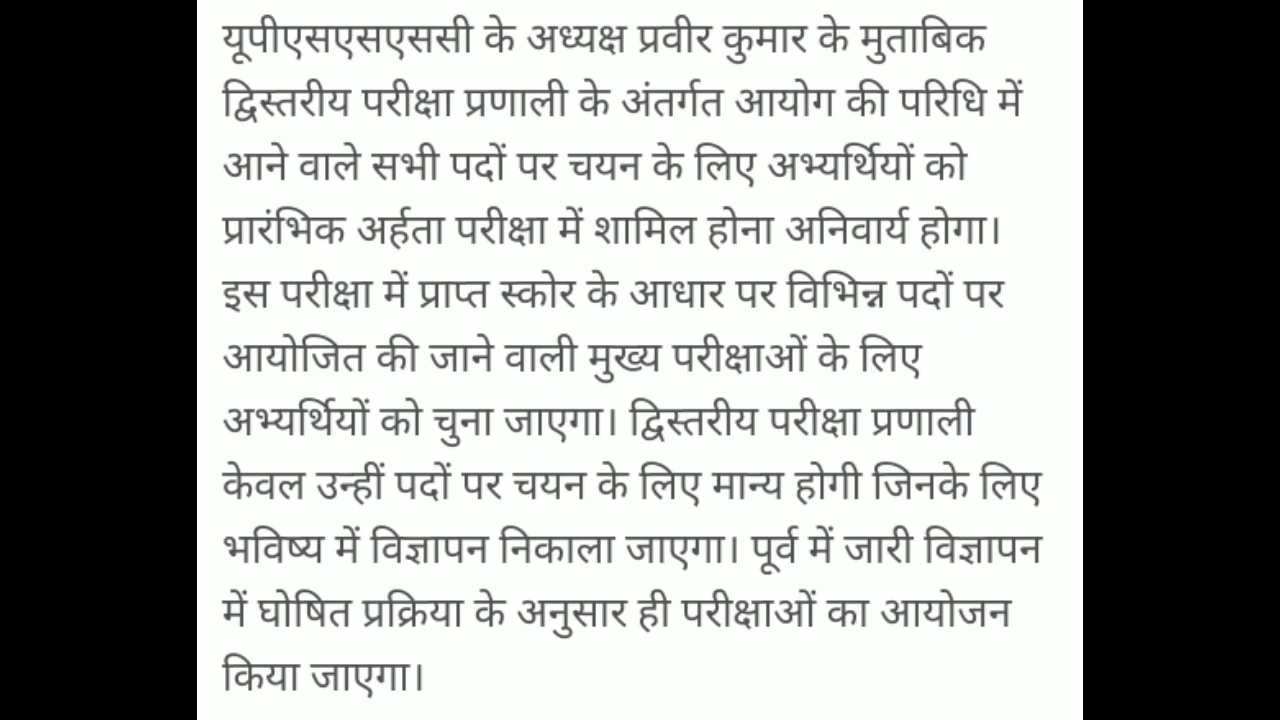 यूपीएसएसएससी के अध्यक्ष प्रवीर कुमार के मुताबिक
द्विस्तरीय परीक्षा प्रणाली के अंतर्गत आयोग की परिधि में
आने वाले सभी पदों पर चयन के लिए अभ्यर्थियों को
प्रारंभिक अर्हता परीक्षा में शामिल होना अनिवार्य होगा।
इस परीक्षा में प्राप्त स्कोर के आधार पर विभिन्न पदों पर
आयोजित की जाने वाली मुख्य परीक्षाओं के लिए
अभ्यर्थियों को चुना जाएगा। द्विस्तरीय परीक्षा प्रणाली
केवल उन्हीं पदों पर चयन के लिए मान्य होगी जिनके लिए
भविष्य में विज्ञापन निकाला जाएगा। पूर्व में जारी विज्ञापन
में घोषित प्रक्रिया के अनुसार ही परीक्षाओं का आयोजन
किया जाएगा।